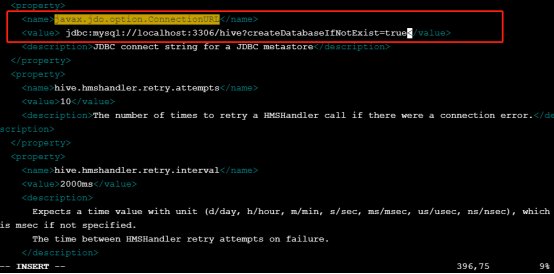 <property>
<name>javax.jdo.option.ConnectionURL</name>
<value> jdbc:mysql://localhost:3306/hive?createDatabaseIfNotExist=true</value>
<description>JDBC connect string for a JDBC metastore</description>
</property>
<property>
<name>hive.hmshandler.retry.attempts</name>
<value>10</value>
<description>The number of times to retry a HMSHandler call if there were a connection error.</de
scription>
</property>
<property>
<name>hive.hmshandler.retry.interval</name>
<value>2000ms</value>
<description>
Expects a time value with unit (d/day, h/hour, m/min, s/sec, ms/msec, us/usec, ns/nsec), which
is msec if not specified.
The time between HMSHandler retry attempts on failure.
</description>
-- INSERT -- 396,75 9%